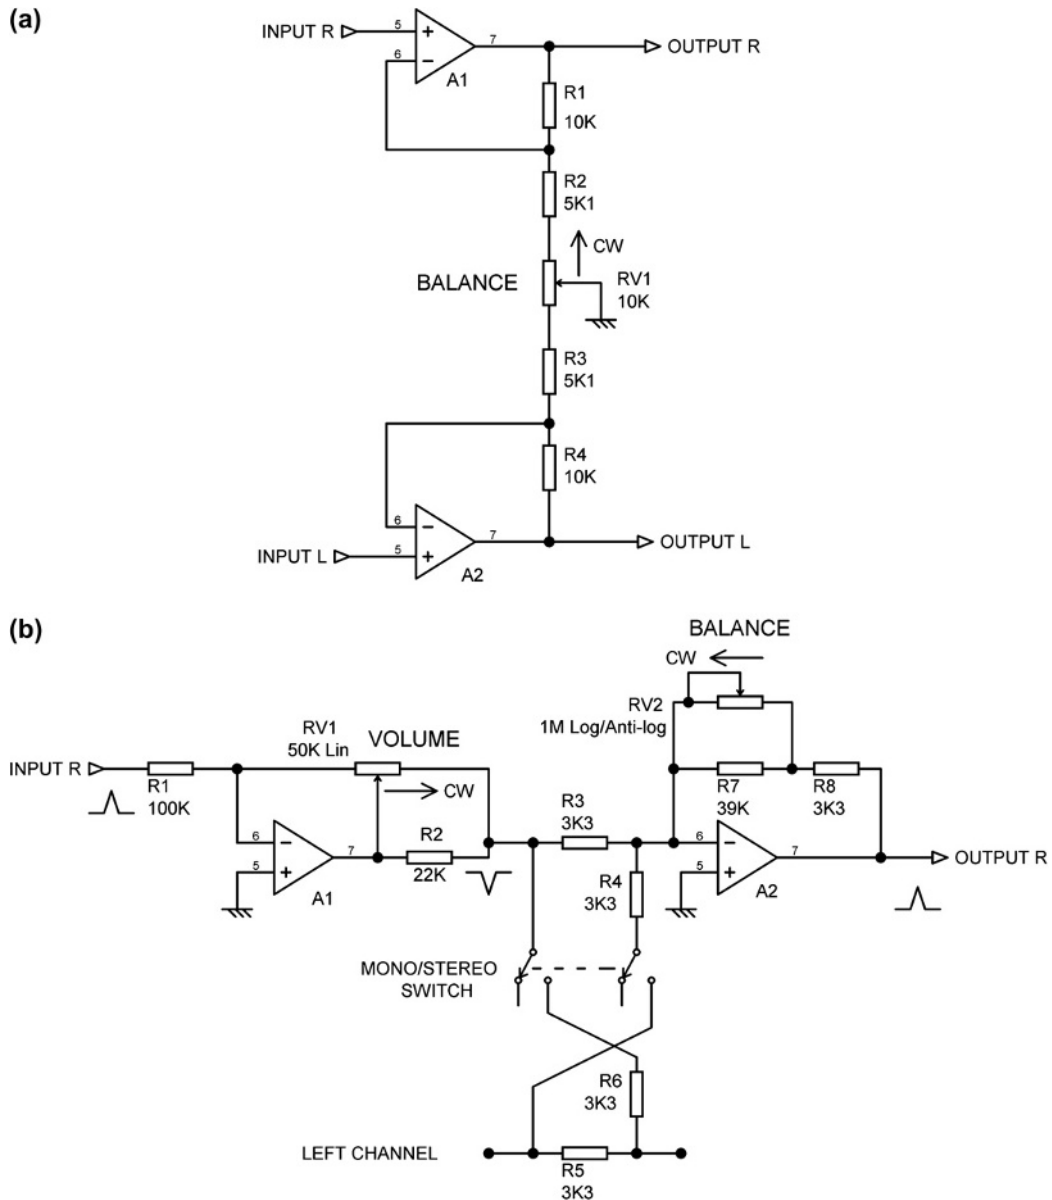 (a)
INPUT R
5
+
6
−
7
A1
OUTPUT R
R1
10K
R2
5K1
CW
BALANCE
RV1
10K
R3
5K1
R4
10K
6
−
7
5
+
INPUT L
A2
OUTPUT L
(b)
BALANCE
CW
RV2
1M Log/Anti-log
RV1
50K Lin
VOLUME
INPUT R
R1
100K
CW
R7
39K
R8
3K3
R3
3K3
6
−
5
+
7
A1
R2
22K
R4
3K3
6
−
5
+
7
A2
OUTPUT R
MONO/STEREO
SWITCH
R6
3K3
LEFT CHANNEL
R5
3K3